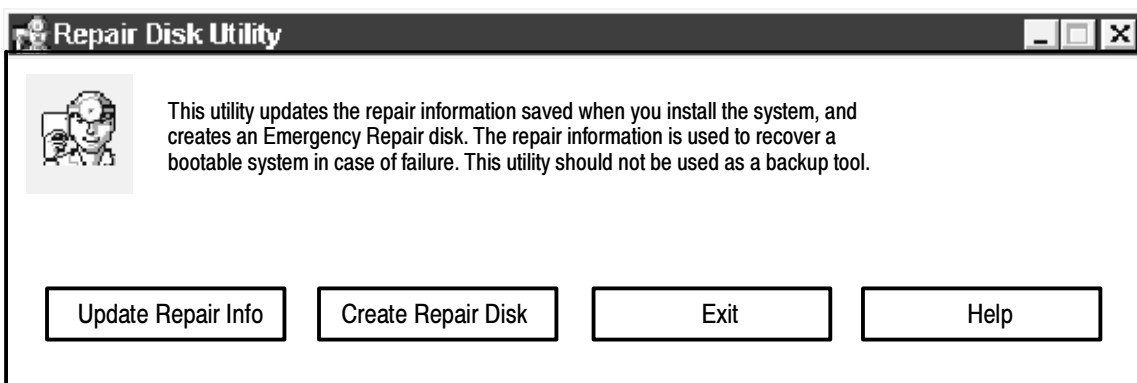 Repair Disk Utility
This utility updates the repair information saved when you install the system, and
creates an Emergency Repair disk. The repair information is used to recover a
bootable system in case of failure. This utility should not be used as a backup tool.
Update Repair Info Create Repair Disk Exit Help